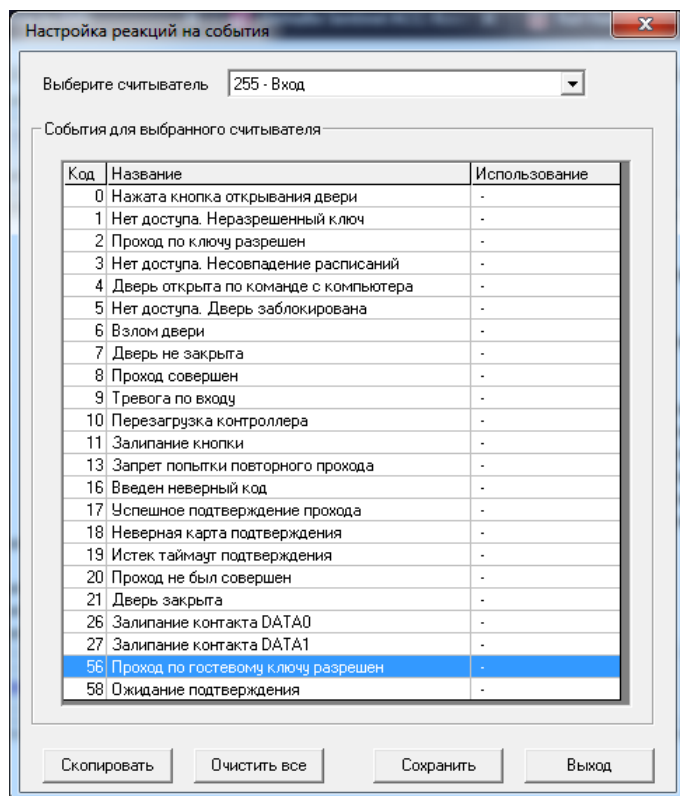 Настройка реакций на события
Выберите считыватель 255 - Вход
События для выбранного считывателя
Код Название Использование
0 Нажата кнопка открывания двери -
1 Нет доступа. Неразрешенный ключ -
2 Проход по ключу разрешен -
3 Нет доступа. Несовпадение расписаний -
4 Дверь открыта по команде с компьютера -
5 Нет доступа. Дверь заблокирована -
6 Взлом двери -
7 Дверь не закрыта -
8 Проход совершен -
9 Тревога по входу -
10 Перезагрузка контроллера -
11 Залипание кнопки -
13 Запрет попытки повторного прохода -
16 Введен неверный код -
17 Успешное подтверждение прохода -
18 Неверная карта подтверждения -
19 Истек таймаут подтверждения -
20 Проход не был совершен -
21 Дверь закрыта -
26 Залипание контакта DATA0 -
27 Залипание контакта DATA1 -
56 Проход по гостевому ключу разрешен -
58 Ожидание подтверждения -
Скопировать Очистить все Сохранить Выход